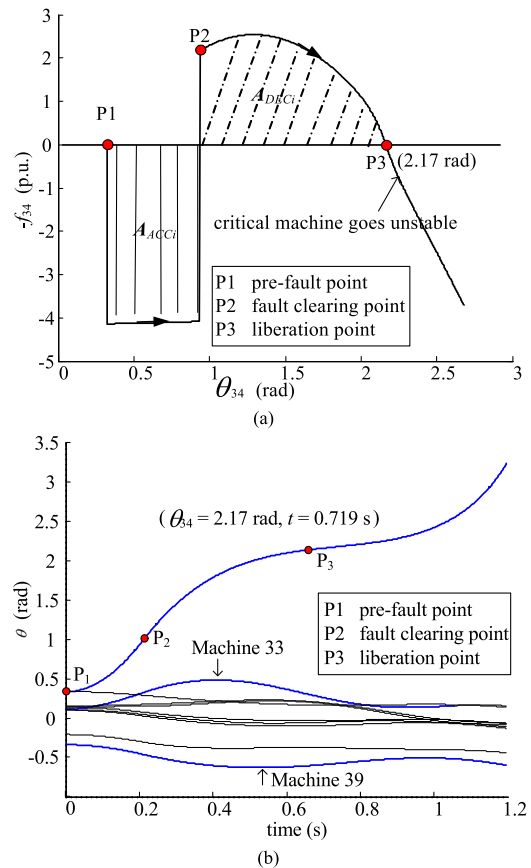 3
2
1
0
-1
-2
-3
-4
-5
-f34 (p.u.)
P1
P2
ADECi
AACCi
P3 (2.17 rad)
critical machine goes unstable
P1 pre-fault point
P2 fault clearing point
P3 liberation point
0 0.5 1 1.5 2 2.5 3
θ34 (rad)
(a)
3.5
3
2.5
2
1.5
1
0.5
0
-0.5
θ (rad)
(θ34 = 2.17 rad, t = 0.719 s)
P3
P1 pre-fault point
P2 fault clearing point
P3 liberation point
P2
Machine 33
P1
Machine 39
0 0.2 0.4 0.6 0.8 1 1.2
time (s)
(b)